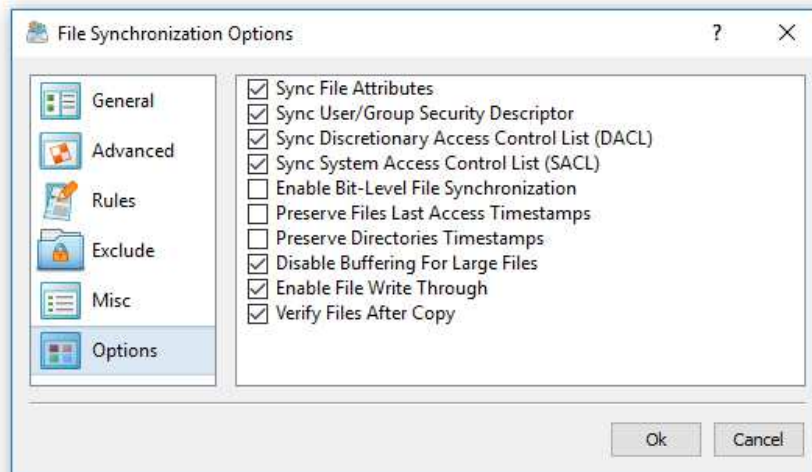 File Synchronization Options
?
General
Advanced
Rules
Exclude
Misc
Options
Sync File Attributes
Sync User/Group Security Descriptor
Sync Discretionary Access Control List (DACL)
Sync System Access Control List (SACL)
Enable Bit-Level File Synchronization
Preserve Files Last Access Timestamps
Preserve Directories Timestamps
Disable Buffering For Large Files
Enable File Write Through
Verify Files After Copy
Ok
Cancel